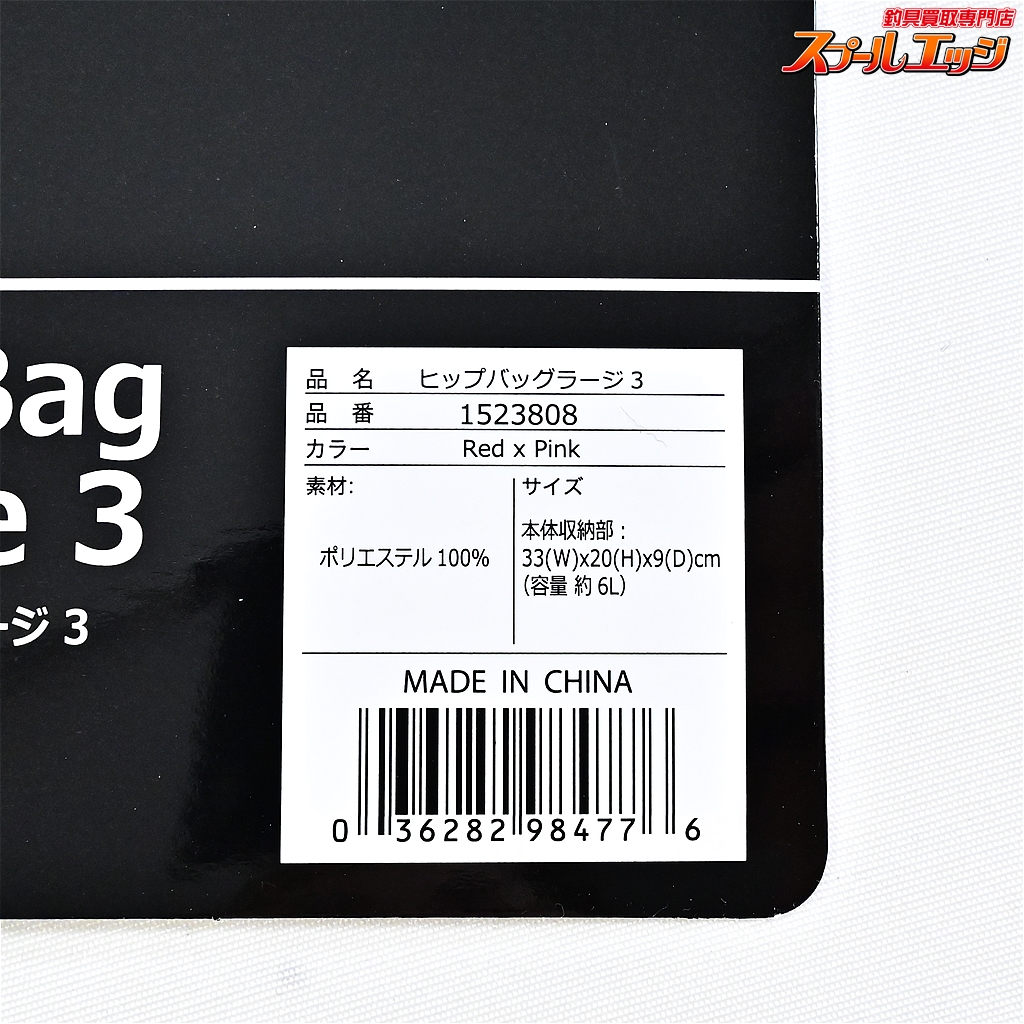 釣具買取専門店
スプールエッジ
Bag
e 3
ージ 3
品 名 ヒップバッグラージ 3
品 番 1523808
カラー Red x Pink
素材:
ポリエステル 100%
サイズ
本体収納部：
33(W)x20(H)x9(D)cm
（容量 約 6L）
MADE IN CHINA
0 36282 98477 6